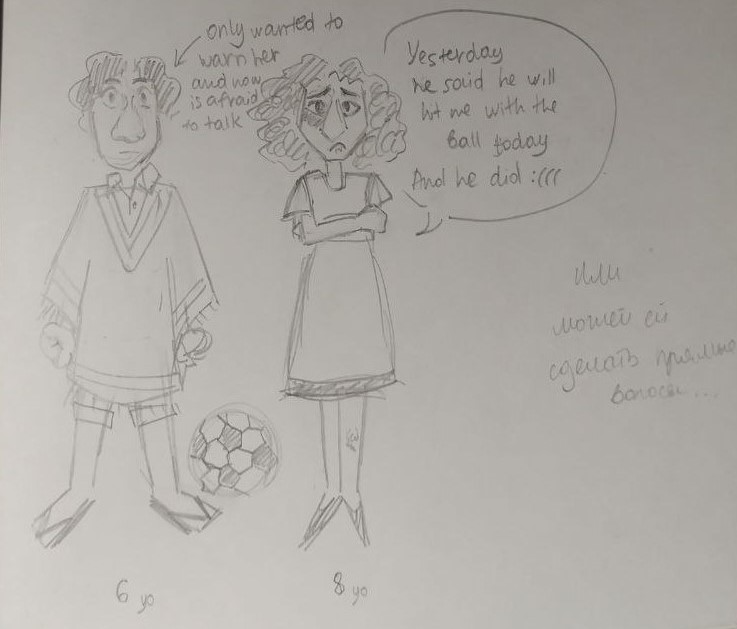 only wanted to
warn her
and now
is afraid
to talk
Yesterday
he said he will
hit me with the
ball today
And he did :(((
Или
может ей
сделать прямые
волосы...
6 yo
8 yo